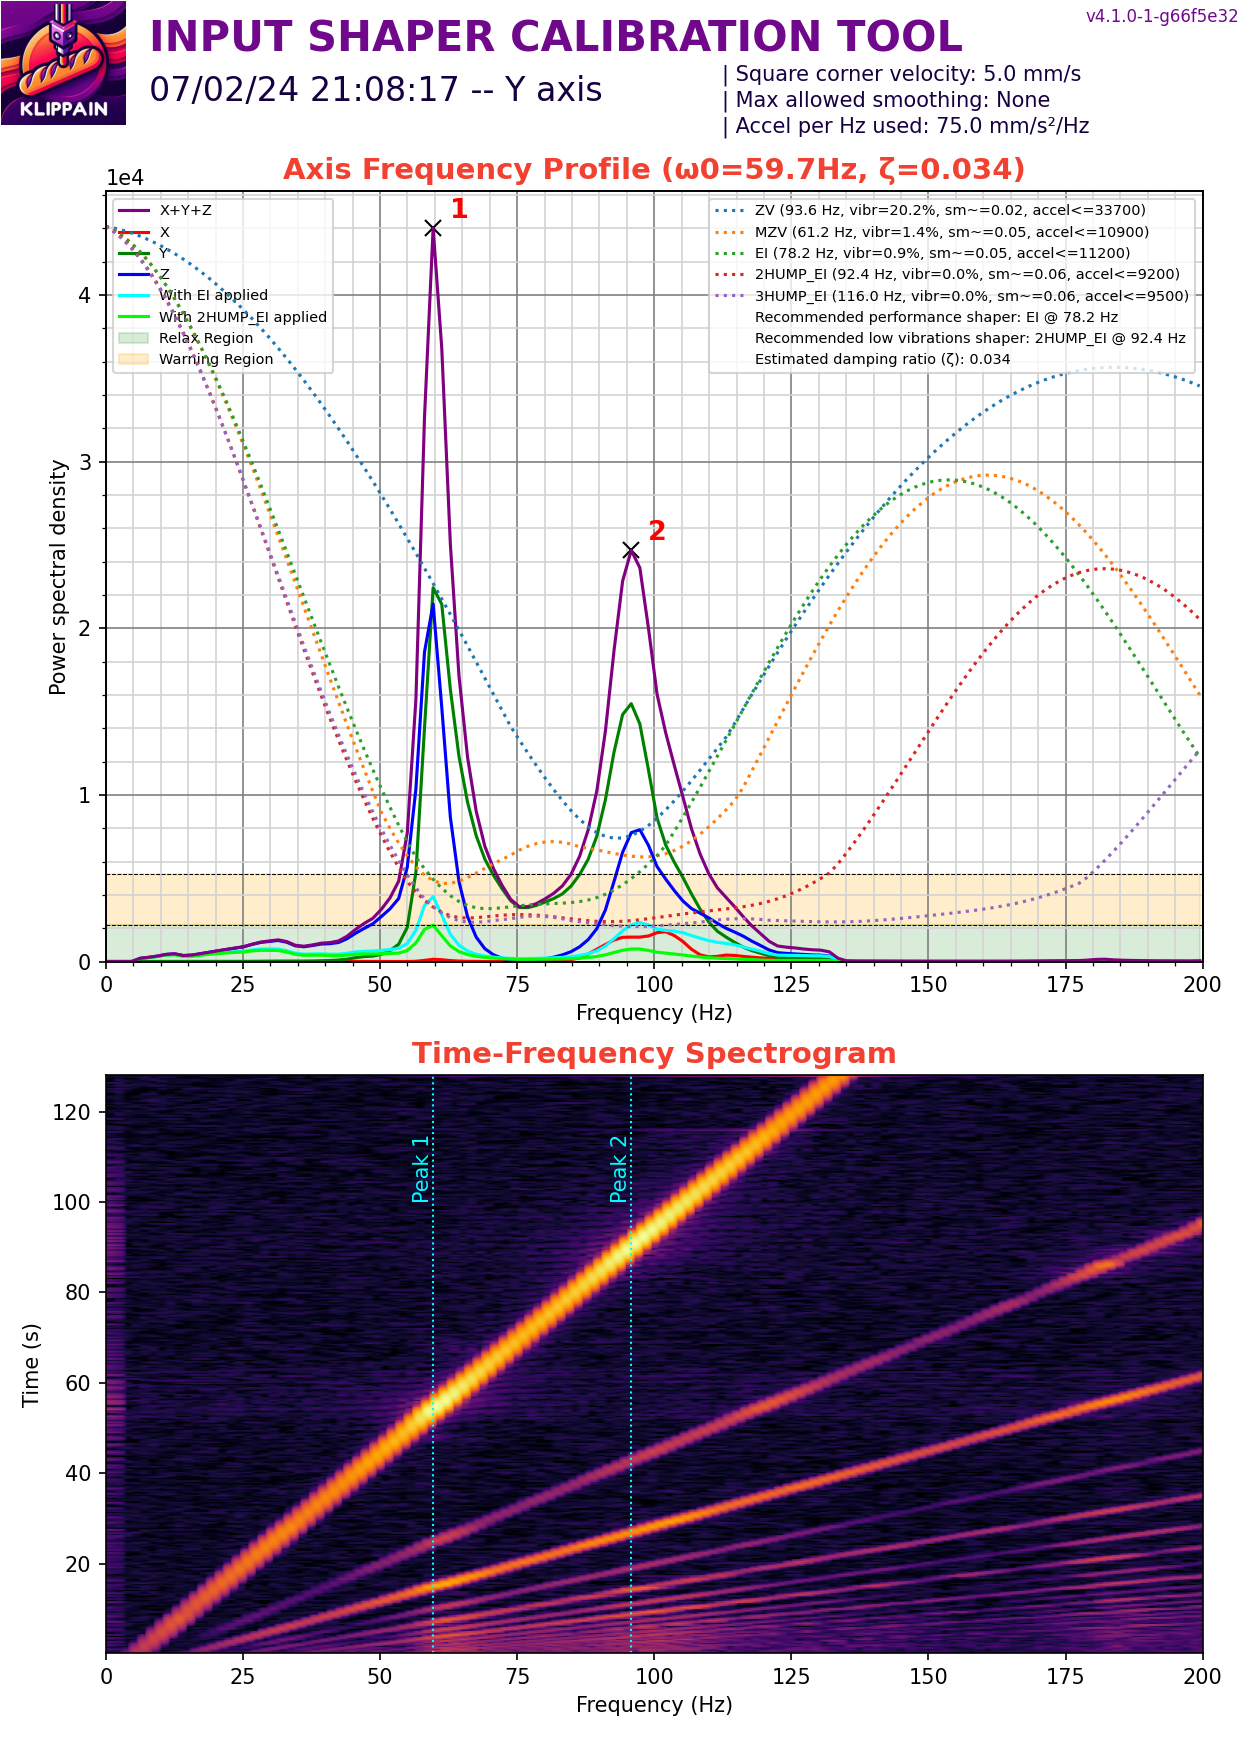 v4.1.0-1-g66f5e32
INPUT SHAPER CALIBRATION TOOL
07/02/24 21:08:17 -- Y axis
| Square corner velocity: 5.0 mm/s
| Max allowed smoothing: None
| Accel per Hz used: 75.0 mm/s²/Hz
KLIPPAIN
Axis Frequency Profile (ω0=59.7Hz, ζ=0.034)
1e4
X+Y+Z
X
Y
Z
With EI applied
With 2HUMP_EI applied
Relax Region
Warning Region
1
2
ZV (93.6 Hz, vibr=20.2%, sm~=0.02, accel<=33700)
MZV (61.2 Hz, vibr=1.4%, sm~=0.05, accel<=10900)
EI (78.2 Hz, vibr=0.9%, sm~=0.05, accel<=11200)
2HUMP_EI (92.4 Hz, vibr=0.0%, sm~=0.06, accel<=9200)
3HUMP_EI (116.0 Hz, vibr=0.0%, sm~=0.06, accel<=9500)
Recommended performance shaper: EI @ 78.2 Hz
Recommended low vibrations shaper: 2HUMP_EI @ 92.4 Hz
Estimated damping ratio (ζ): 0.034
Power spectral density
4
3
2
1
0
0 25 50 75 100 125 150 175 200
Frequency (Hz)
Time-Frequency Spectrogram
Time (s)
120
100
80
60
40
20
Peak 1
Peak 2
0 25 50 75 100 125 150 175 200
Frequency (Hz)